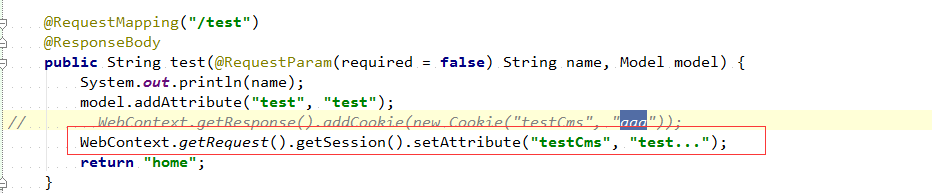 @RequestMapping("/test")
@ResponseBody
public String test(@RequestParam(required = false) String name, Model model) {
System.out.println(name);
model.addAttribute("test", "test");
// WebContext.getResponse().addCookie(new Cookie("testCms", "aaa"));
WebContext.getRequest().getSession().setAttribute("testCms", "test...");
return "home";
}